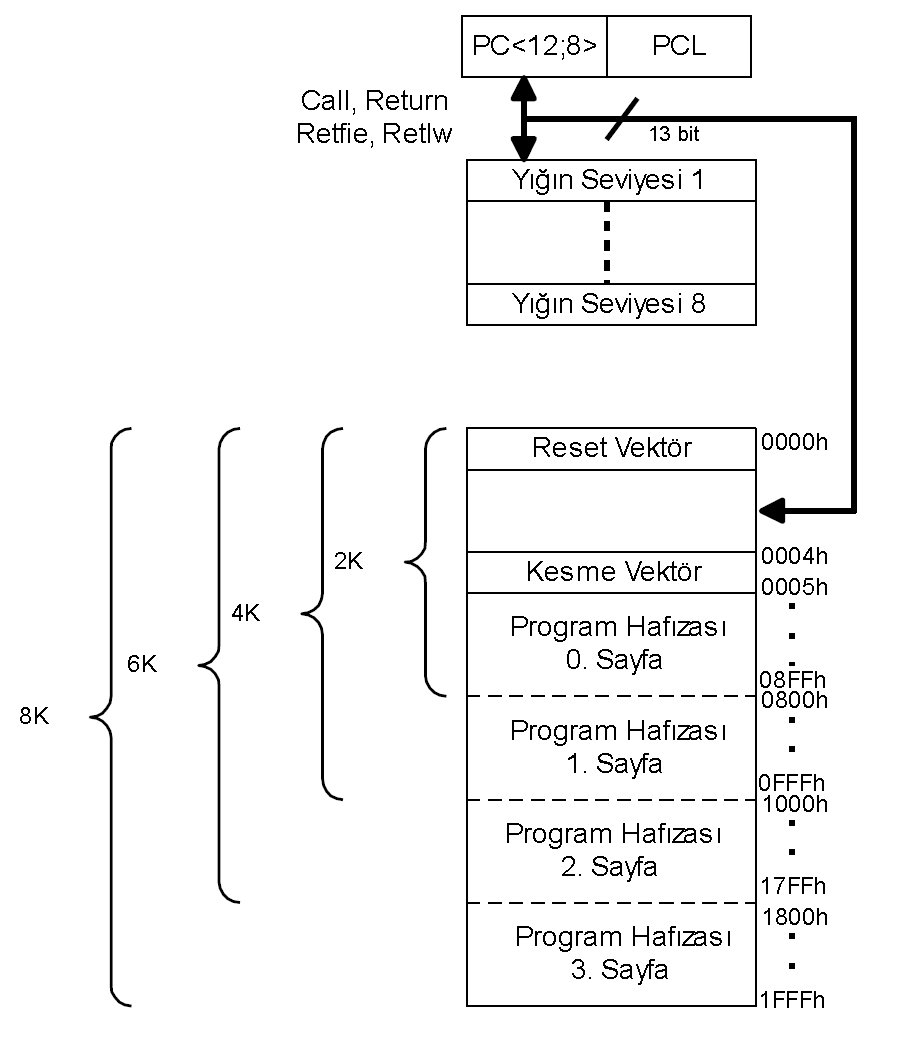 PC<12;8> PCL
Call, Return
Retfie, Retlw
13 bit
Yığın Seviyesi 1
Yığın Seviyesi 8
Reset Vektör
0000h
0004h
Kesme Vektör
0005h
Program Hafızası
0. Sayfa
08FFh
0800h
Program Hafızası
1. Sayfa
0FFFh
1000h
Program Hafızası
2. Sayfa
17FFh
1800h
Program Hafızası
3. Sayfa
1FFFh
2K
4K
6K
8K